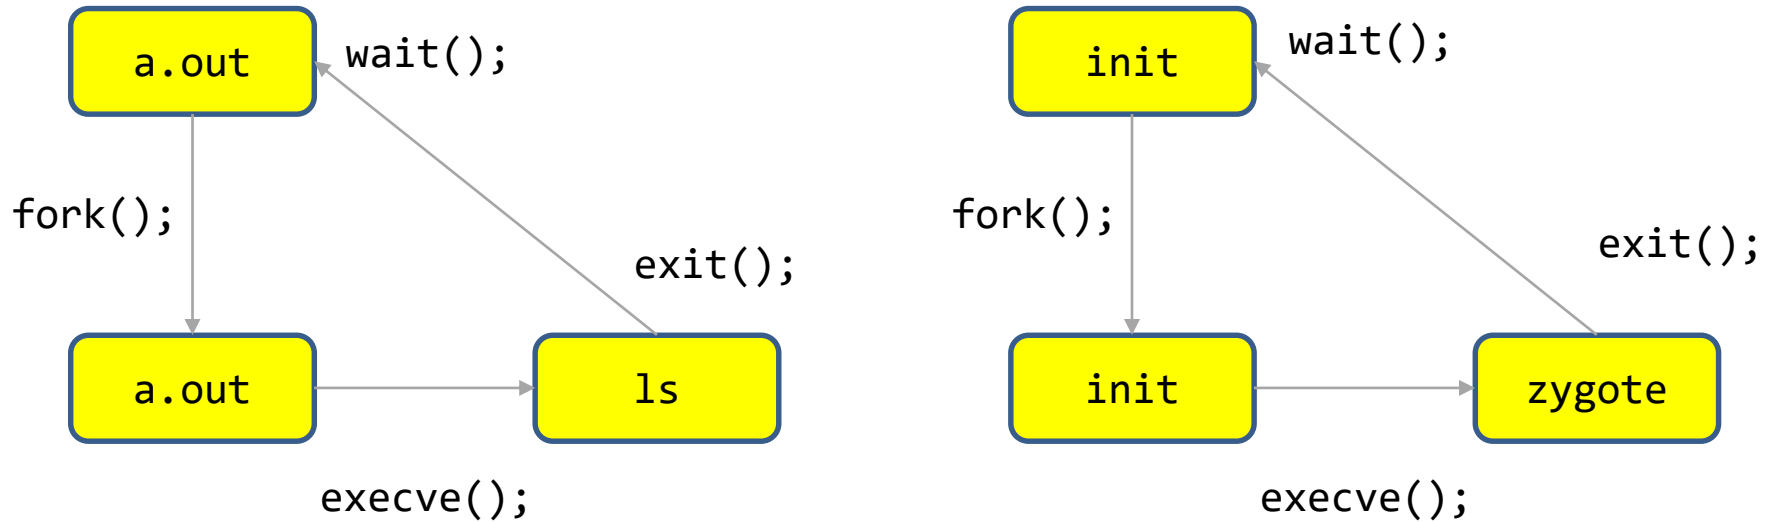 a.out
wait();
fork();
exit();
a.out
ls
execve();
init
wait();
fork();
exit();
init
zygote
execve();